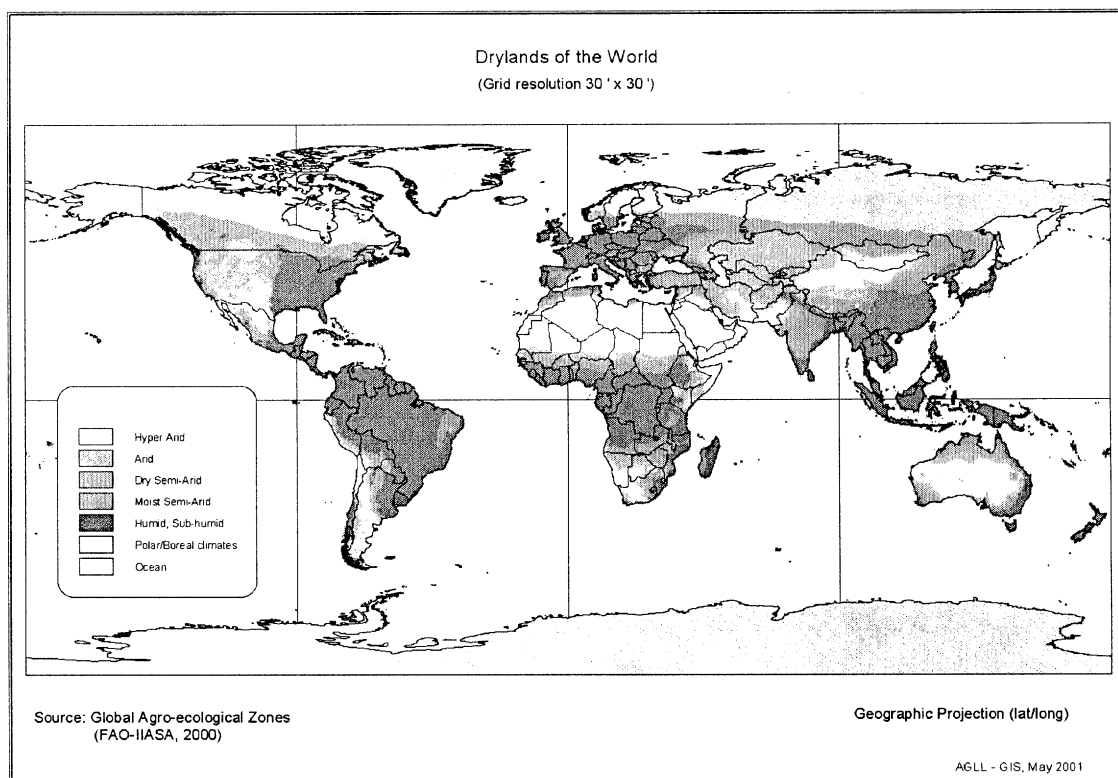 Drylands of the World
(Grid resolution 30 ' x 30 ')
Hyper Arid
Arid
Dry Semi-Arid
Moist Semi-Arid
Humid, Sub-humid
Polar/Boreal climates
Ocean
Source: Global Agro-ecological Zones
(FAO-IIASA, 2000)
Geographic Projection (lat/long)
AGLL - GIS, May 2001